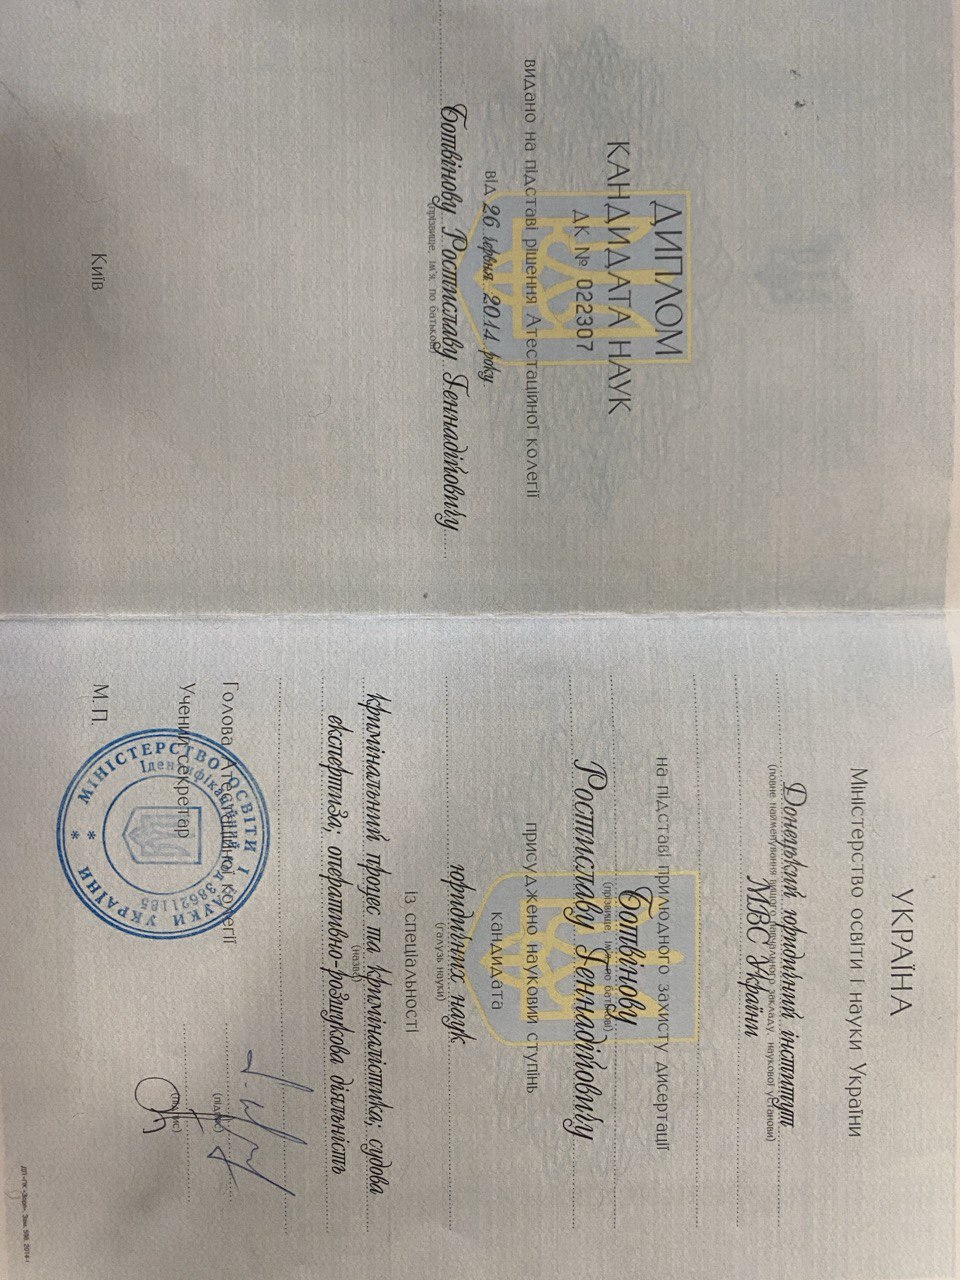 ДИПЛОМ
КАНДИДАТА НАУК
ДК № 022307
видано на підставі рішення Атестаційної колегії
від 26 червня 2014 року
Ботвінову Ростиславу Геннадійовичу
(прізвище, ім'я, по батькові)
Київ
УКРАЇНА
Міністерство освіти і науки України
Донецький юридичний інститут
(повне найменування вищого навчального закладу, наукової установи)
МВС України
на підставі прилюдного захисту дисертації
Ботвінову
(прізвище, ім'я, по батькові)
Ростиславу Геннадійовичу
присуджено науковий ступінь
кандидата
юридичних наук
(галузь науки)
із спеціальності
кримінальний процес та криміналістика; судова
(назва)
експертиза; оперативно-розшукова діяльність
Голова Атестаційної колегії
(підпис)
Учений секретар
(підпис)
М. П.
МІНІСТЕРСТВО ОСВІТИ І НАУКИ УКРАЇНИ
Ідентифікаційний код 38621185